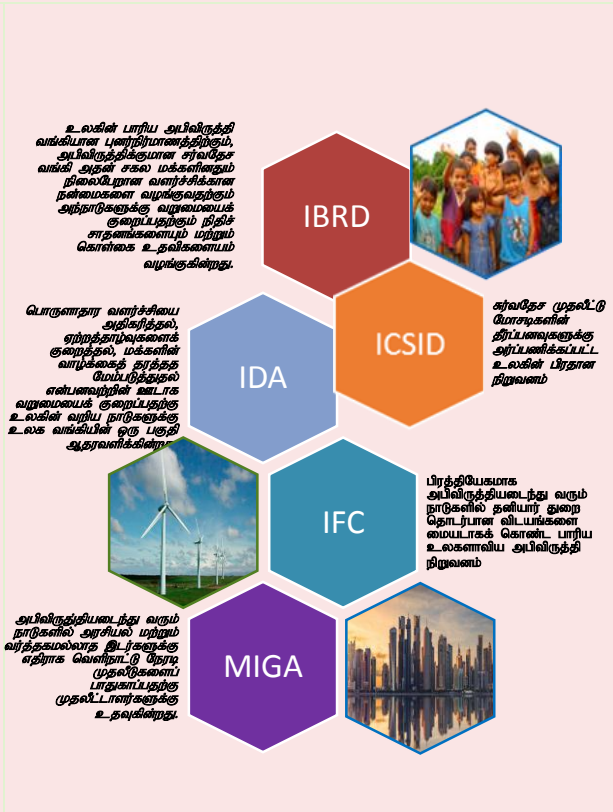 உலகின் பாரிய அபிவிருத்தி
வங்கியான புனர்நிர்மாணத்திற்கும்,
அபிவிருத்திக்குமான சர்வதேச
வங்கி அதன் சகல மக்களினதும்
நிலைபேறான வளர்ச்சிக்கான
நன்மைகளை வழங்குவதற்கும்
அந்நாடுகளுக்கு வறுமையைக்
குறைப்பதற்கும் நிதிச்
சாதனங்களையும் மற்றும்
கொள்கை உதவிகளையும்
வழங்குகின்றது.
IBRD
ICSID
சுர்வதேச முதலீட்டு
மோசடிகளின்
தீர்ப்பனவுகளுக்கு
அர்ப்பணிக்கப்பட்ட
உலகின் பிரதான
நிறுவனம்
பொருளாதார வளர்ச்சியை
அதிகரித்தல்,
ஏற்றத்தாழ்வுகளைக்
குறைத்தல், மக்களின்
வாழ்க்கைத் தரத்தத
மேம்படுத்துதல்
என்பனவற்றின் ஊடாக
வறுமையைக் குறைப்பதற்கு
உலகின் வறிய நாடுகளுக்கு
உலக வங்கியின் ஒரு பகுதி
IDA
IFC
பிரத்தியேகமாக
அபிவிருத்தியடைந்து வரும்
நாடுகளில் தனியார் துறை
தொடர்பான விடயங்களை
மையடாகக் கொண்ட பாரிய
உலகளாவிய அபிவிருத்தி
நிறுவனம்
அபிவிருத்தியடைந்து வரும்
நாடுகளில் அரசியல் மற்றும்
வர்த்தகமல்லாத இடர்களுக்கு
எதிராக வெளிநாட்டு நேரடி
முதலீடுகளைப்
பாதுகாப்பதற்கு
முதலீட்டாளர்களுக்கு
உதவுகின்றது.
MIGA